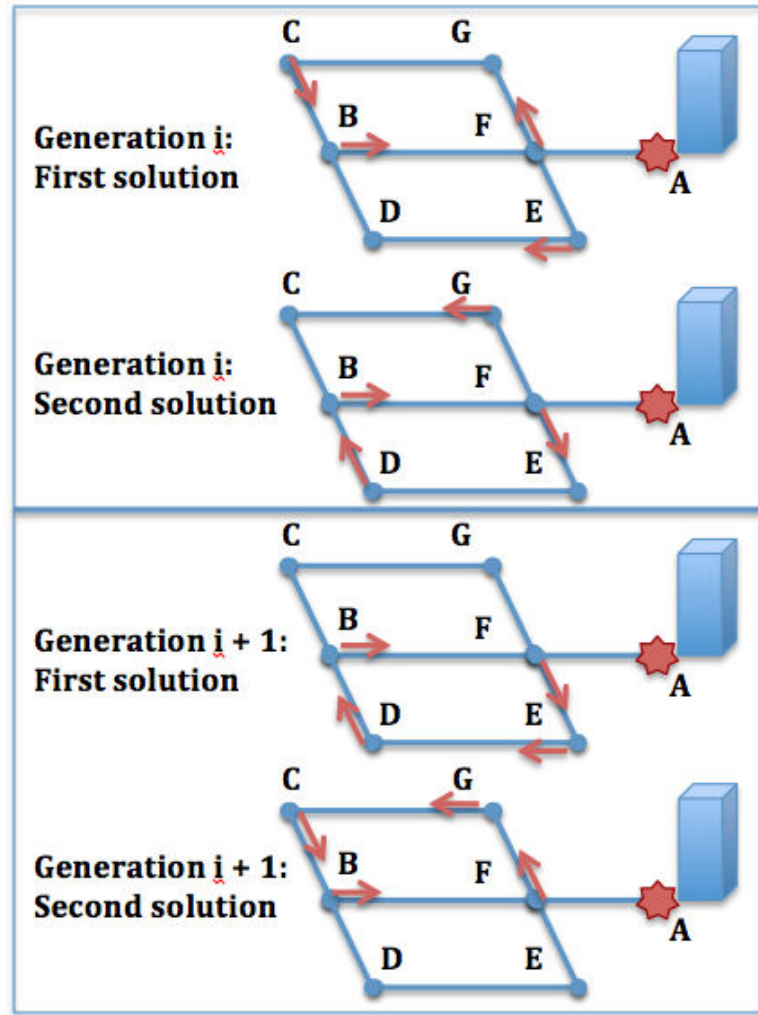 C G
B F
Generation i:
First solution
A
D E
C G
Generation i:
B F
Second solution
A
D E
C G
B F
Generation i + 1:
First solution
A
D E
C G
B F
Generation i + 1:
Second solution
A
D E